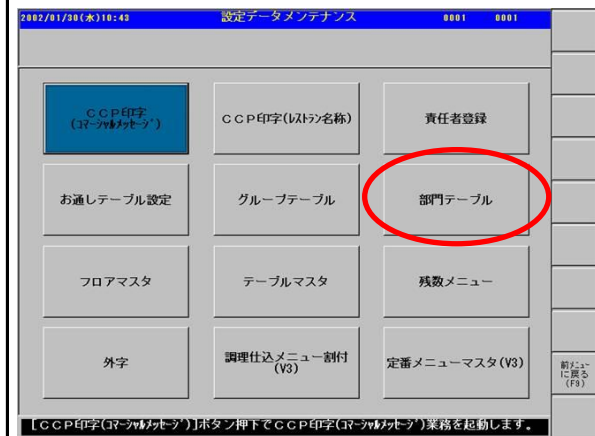 2002/01/30(水)10:43 設定データメンテナンス 0001 0001
ＣＣＰ印字
(ｺﾏｰｼｬﾙﾒｯｾｰｼﾞ)
ＣＣＰ印字(ﾚｽﾄﾗﾝ名称)
責任者登録
お通しテーブル設定
グループテーブル
部門テーブル
フロアマスタ
テーブルマスタ
残数メニュー
外字
調理仕込メニュー割付
(V3)
定番メニューマスタ(V3)
前ﾒﾆｭｰ
に戻る
(F9)
【ＣＣＰ印字(ｺﾏｰｼｬﾙﾒｯｾｰｼﾞ)】ボタン押下でＣＣＰ印字(ｺﾏｰｼｬﾙﾒｯｾｰｼﾞ)業務を起動します。